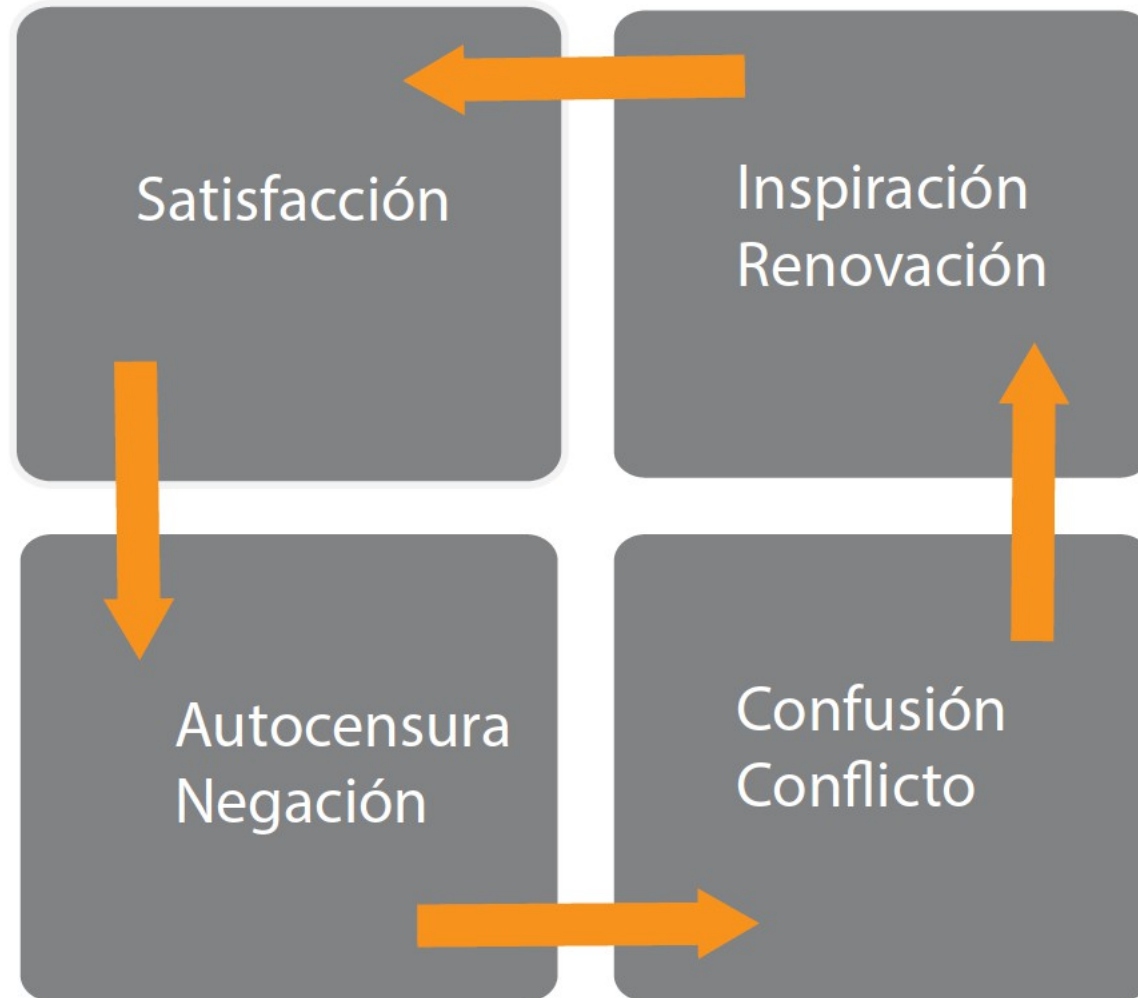 Satisfacción
Inspiración
Renovación
Autocensura
Negación
Confusión
Conflicto